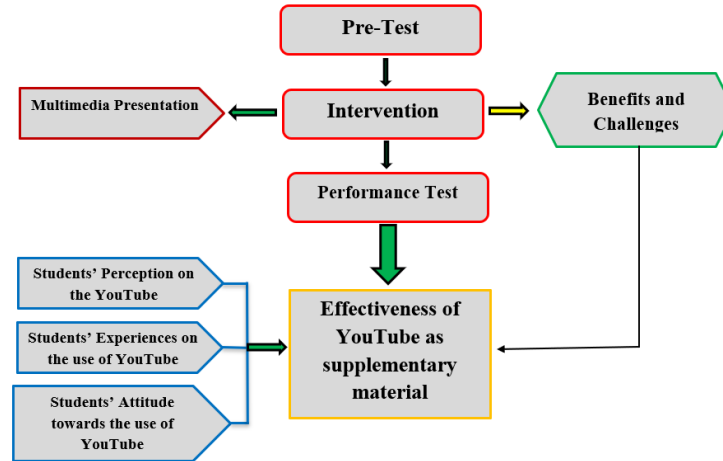 Pre-Test
Multimedia Presentation
Intervention
Benefits and
Challenges
Performance Test
Students’ Perception on
the YouTube
Students’ Experiences on
the use of YouTube
Students’ Attitude
towards the use of
YouTube
Effectiveness of
YouTube as
supplementary
material